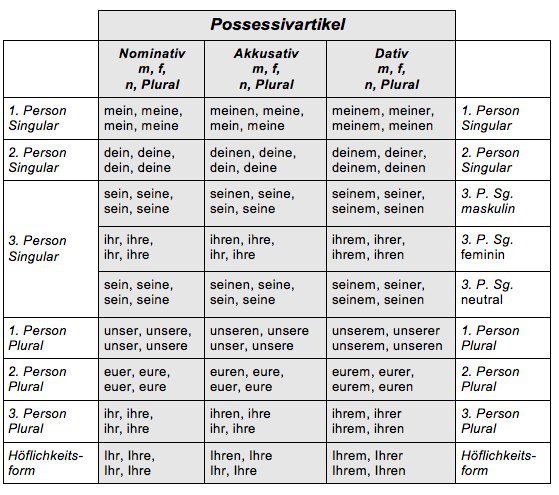 Possessivartikel
Nominativ Akkusativ Dativ
m, f, m, f, m, f,
n, Plural n, Plural n, Plural
1. Person mein, meine, meinen, meine, meinem, meiner, 1. Person
Singular mein, meine mein, meine meinem, meinen Singular
2. Person dein, deine, deinen, deine, deinem, deiner, 2. Person
Singular dein, deine dein, deine deinem, deinen Singular
sein, seine, seinen, seine, seinem, seiner, 3. P. Sg.
sein, seine sein, seine seinem, seinen maskulin
3. Person
Singular
ihr, ihre, ihren, ihre, ihrem, ihrer, 3. P. Sg.
ihr, ihre ihr, ihre ihrem, ihren feminin
sein, seine, seinen, seine, seinem, seiner, 3. P. Sg.
sein, seine sein, seine seinem, seinen neutral
1. Person unser, unsere, unseren, unsere unserem, unserer 1. Person
Plural unser, unsere unser, unsere unserem, unseren Plural
2. Person euer, eure, euren, eure, eurem, eurer, 2. Person
Plural euer, eure euer, eure eurem, euren Plural
3. Person ihr, ihre, ihren, ihre ihrem, ihrer 3. Person
Plural ihr, ihre ihr, ihre ihrem, ihren Plural
Höflichkeits- Ihr, Ihre, Ihren, Ihre Ihrem, Ihrer Höflichkeits-
form Ihr, Ihre Ihr, Ihre Ihrem, Ihren form